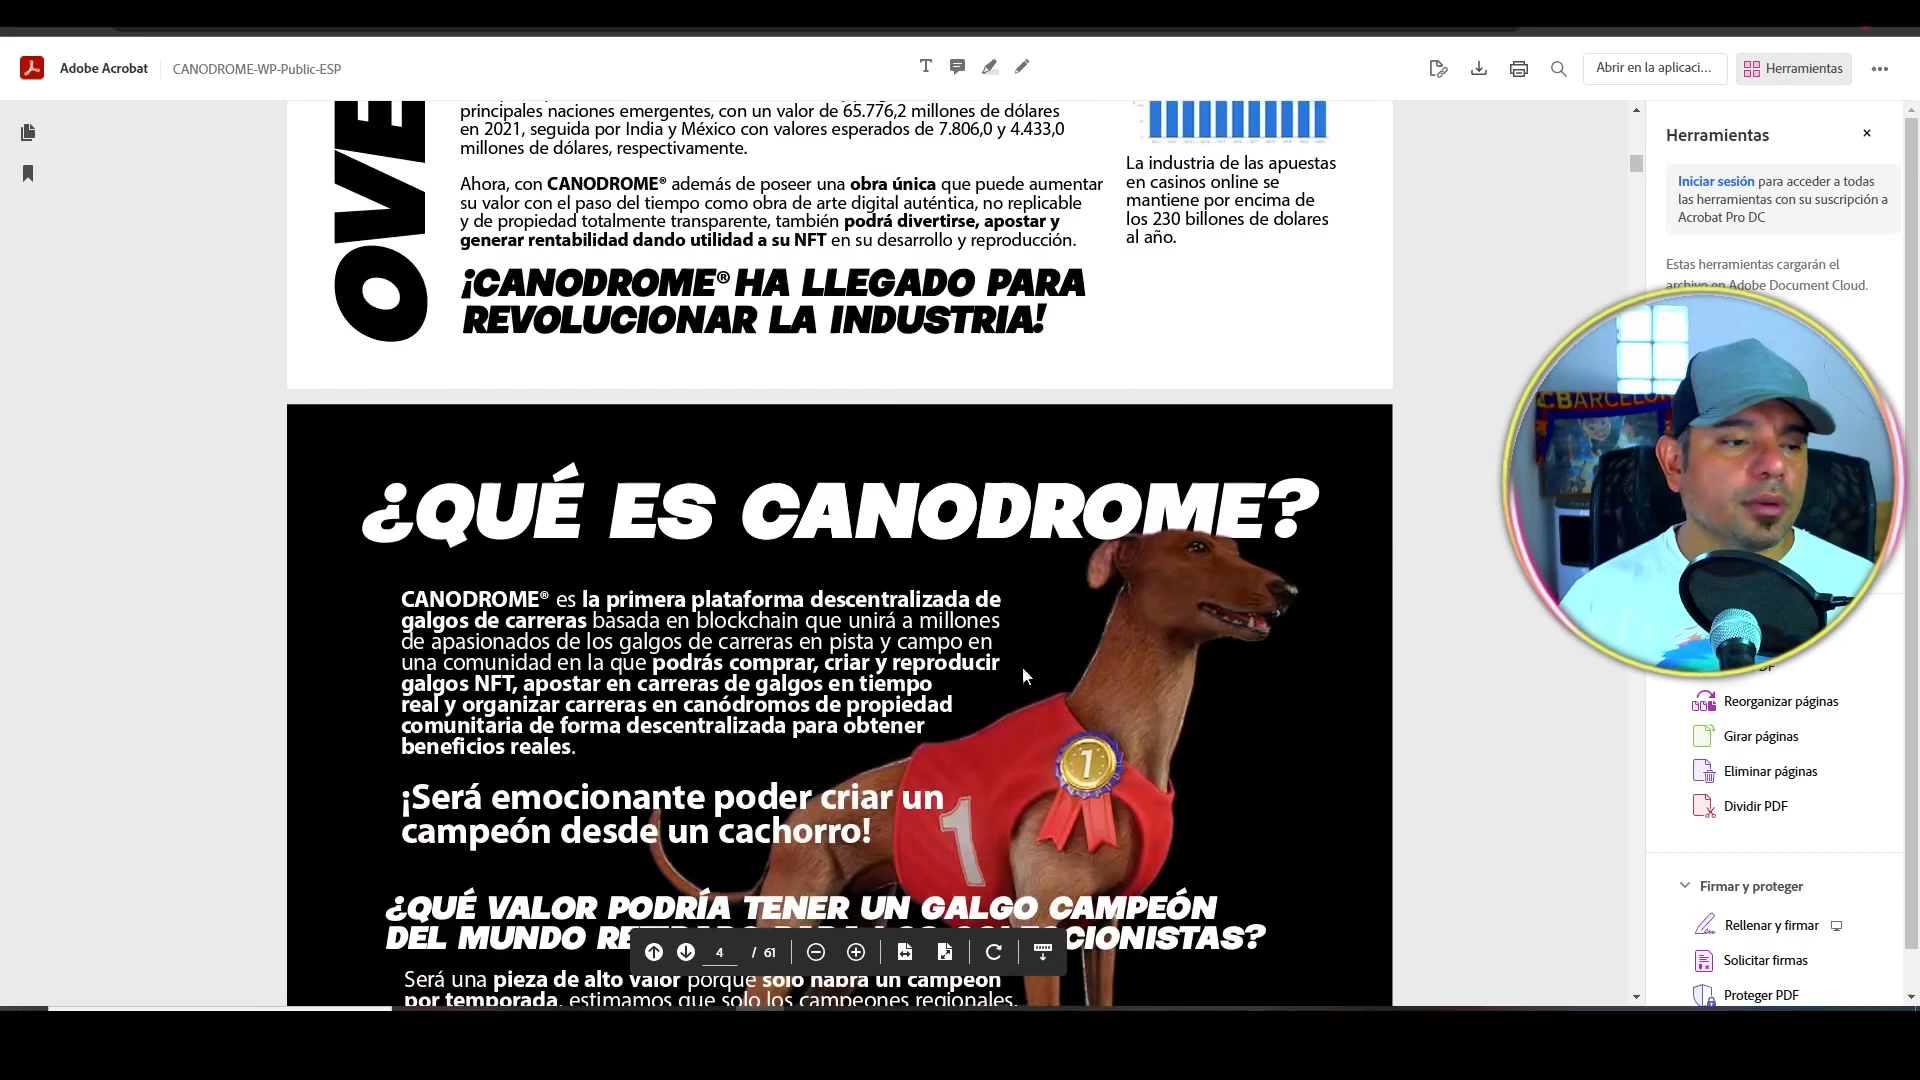 Adobe Acrobat
CANODROME-WP-Public-ESP
Abrir en la aplicaci...
Herramientas
OVE
principales naciones emergentes, con un valor de 65.776,2 millones de dólares
en 2021, seguida por India y México con valores esperados de 7.806,0 y 4.433,0
millones de dólares, respectivamente.
Ahora, con CANODROME® además de poseer una obra única que puede aumentar
su valor con el paso del tiempo como obra de arte digital auténtica, no replicable
y de propiedad totalmente transparente, también podrá divertirse, apostar y
generar rentabilidad dando utilidad a su NFT en su desarrollo y reproducción.
¡CANODROME® HA LLEGADO PARA
REVOLUCIONAR LA INDUSTRIA!
La industria de las apuestas
en casinos online se
mantiene por encima de
los 230 billones de dolares
al año.
¿QUÉ ES CANODROME?
CANODROME® es la primera plataforma descentralizada de
galgos de carreras basada en blockchain que unirá a millones
de apasionados de los galgos de carreras en pista y campo en
una comunidad en la que podrás comprar, criar y reproducir
galgos NFT, apostar en carreras de galgos en tiempo
real y organizar carreras en canódromos de propiedad
comunitaria de forma descentralizada para obtener
beneficios reales.
¡Será emocionante poder criar un
campeón desde un cachorro!
1
1
¿QUÉ VALOR PODRÍA TENER UN GALGO CAMPEÓN
DEL MUNDO RETIRADO PARA LOS COLECCIONISTAS?
Será una pieza de alto valor porque solo habrá un campeón
por temporada, estimamos que solo los campeones regionales,
4 / 61
Herramientas
Iniciar sesión para acceder a todas
las herramientas con su suscripción a
Acrobat Pro DC
Estas herramientas cargarán el
archivo en Adobe Document Cloud.
CBARCELO
Reorganizar páginas
Girar páginas
Eliminar páginas
Dividir PDF
Firmar y proteger
Rellenar y firmar
Solicitar firmas
Proteger PDF